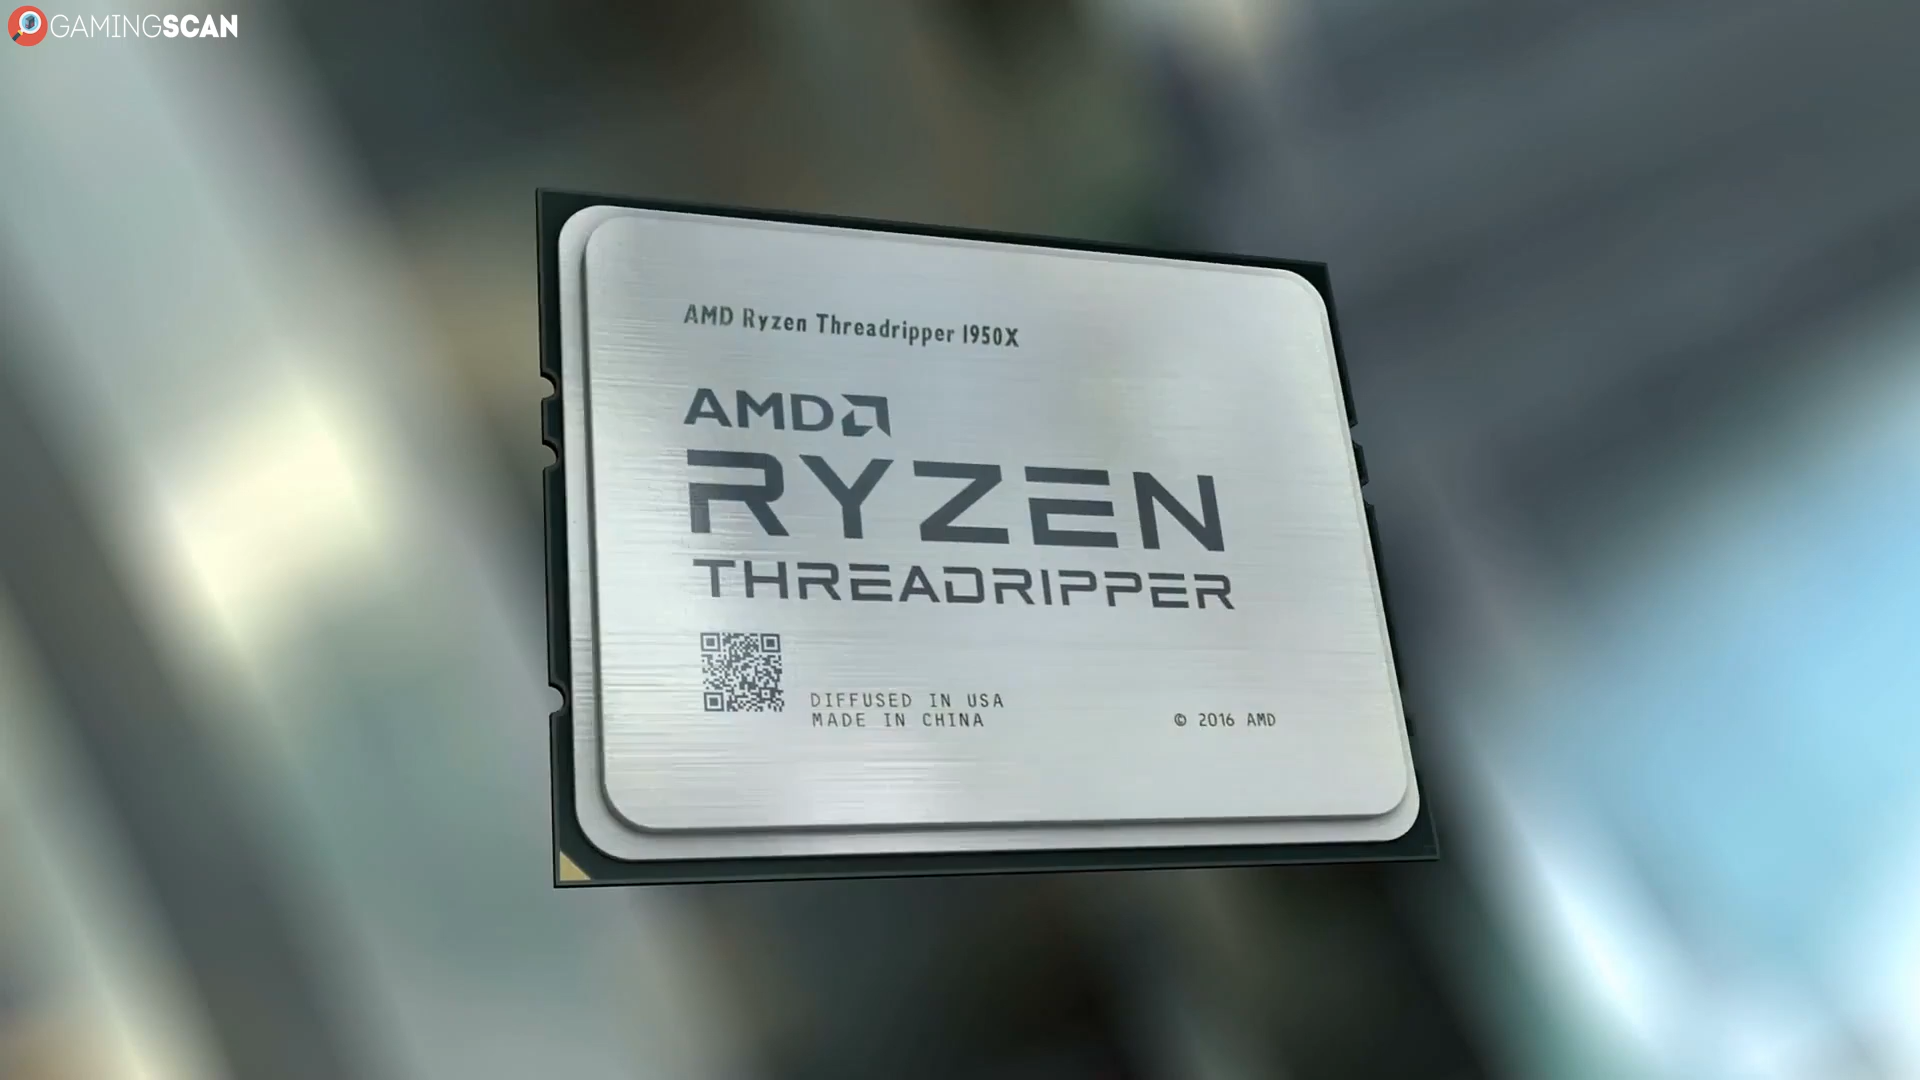 GAMINGSCAN
AMD Ryzen Threadripper 1950X
AMD
RYZEN
THREADRIPPER
DIFFUSED IN USA
MADE IN CHINA
© 2016 AMD